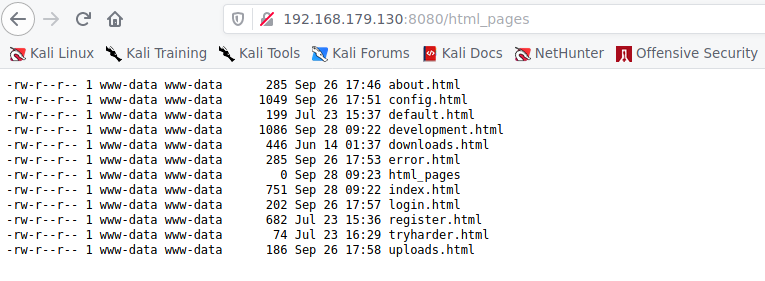 192.168.179.130:8080/html_pages
Kali Linux Kali Training Kali Tools Kali Forums Kali Docs NetHunter Offensive Security
-rw-r--r-- 1 www-data www-data      285 Sep 26 17:46 about.html
-rw-r--r-- 1 www-data www-data     1049 Sep 26 17:51 config.html
-rw-r--r-- 1 www-data www-data      199 Jul 23 15:37 default.html
-rw-r--r-- 1 www-data www-data     1086 Sep 28 09:22 development.html
-rw-r--r-- 1 www-data www-data      446 Jun 14 01:37 downloads.html
-rw-r--r-- 1 www-data www-data      285 Sep 26 17:53 error.html
-rw-r--r-- 1 www-data www-data        0 Sep 28 09:23 html_pages
-rw-r--r-- 1 www-data www-data      751 Sep 28 09:22 index.html
-rw-r--r-- 1 www-data www-data      202 Sep 26 17:57 login.html
-rw-r--r-- 1 www-data www-data      682 Jul 23 15:36 register.html
-rw-r--r-- 1 www-data www-data       74 Jul 23 16:29 tryharder.html
-rw-r--r-- 1 www-data www-data      186 Sep 26 17:58 uploads.html